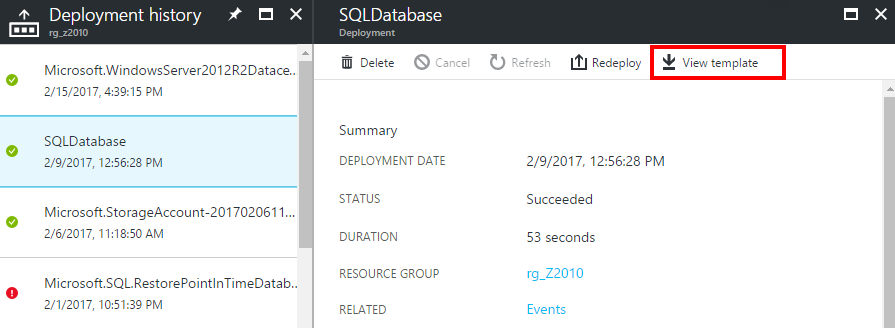 Deployment history
rg_z2010
Microsoft.WindowsServer2012R2Datace...
2/15/2017, 4:39:15 PM
SQLDatabase
2/9/2017, 12:56:28 PM
Microsoft.StorageAccount-2017020611...
2/6/2017, 11:18:50 AM
Microsoft.SQL.RestorePointInTimeDatab...
2/1/2017, 10:51:39 PM
SQLDatabase
Deployment
Delete Cancel Refresh Redeploy View template
Summary
DEPLOYMENT DATE 2/9/2017, 12:56:28 PM
STATUS Succeeded
DURATION 53 seconds
RESOURCE GROUP rg_Z2010
RELATED Events